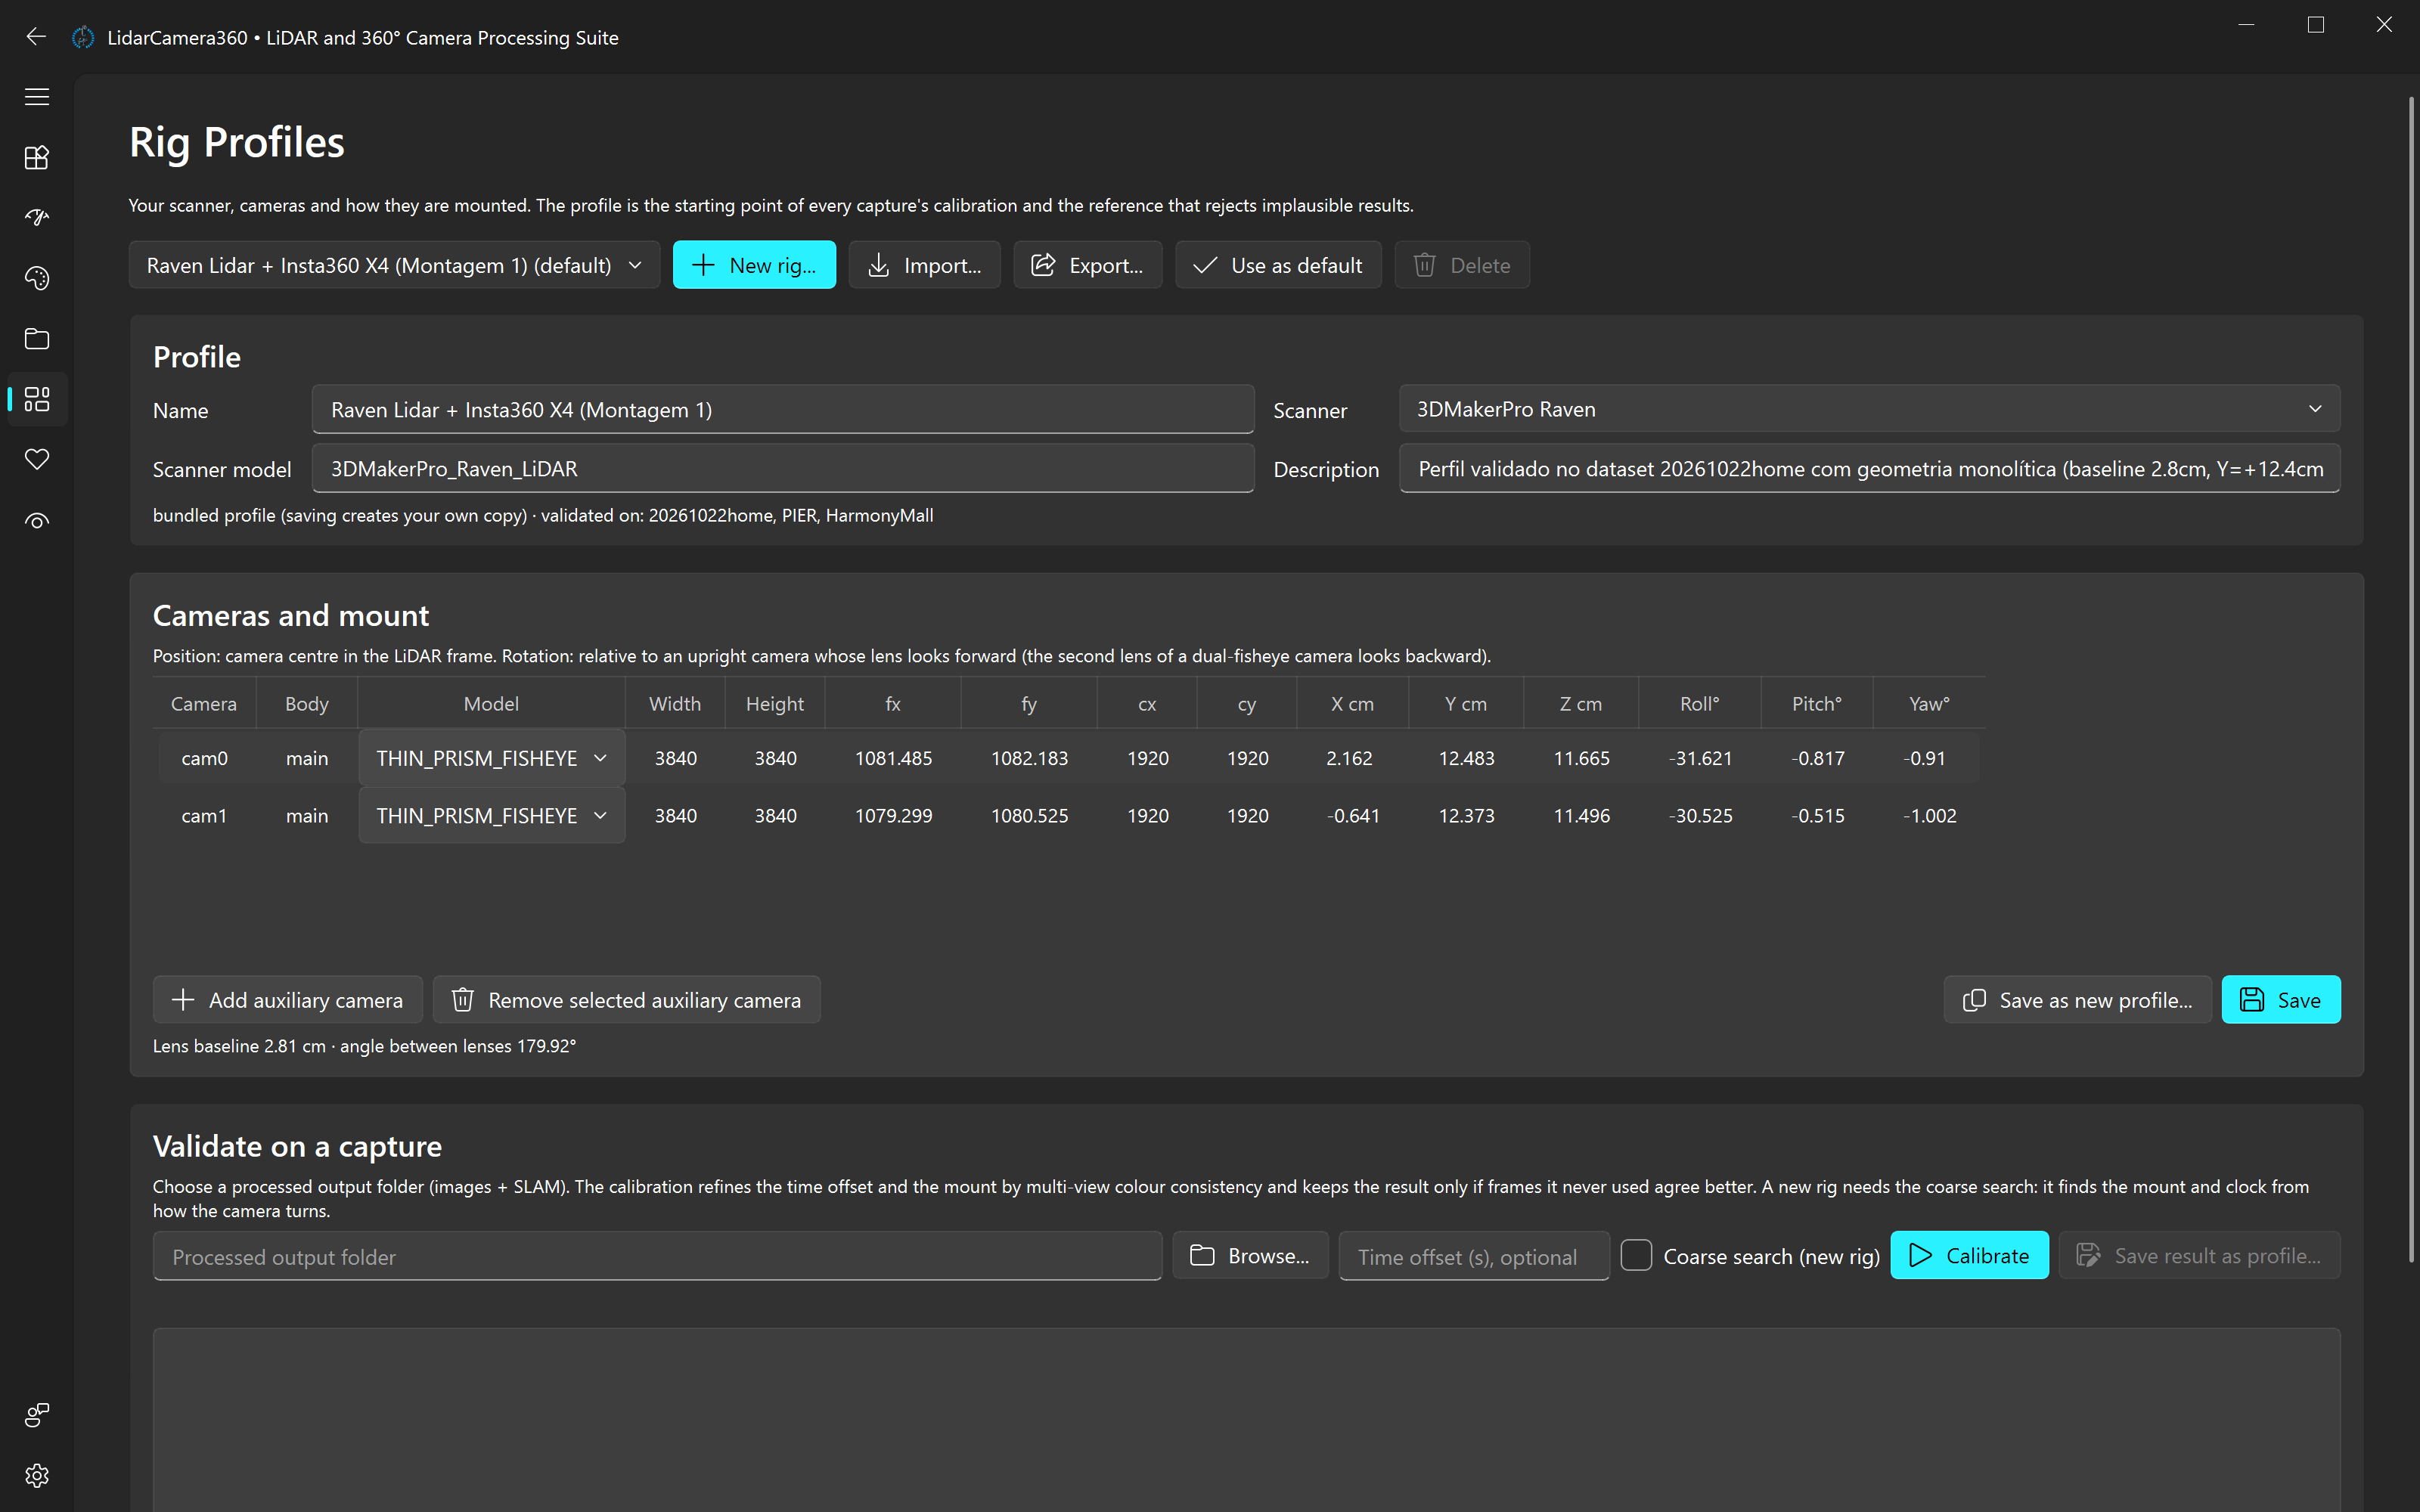 LidarCamera360 • LiDAR and 360° Camera Processing Suite
Rig Profiles
Your scanner, cameras and how they are mounted. The profile is the starting point of every capture's calibration and the reference that rejects implausible results.
Raven Lidar + Insta360 X4 (Montagem 1) (default) New rig... Import... Export... Use as default Delete
Profile
Name Raven Lidar + Insta360 X4 (Montagem 1) Scanner 3DMakerPro Raven
Scanner model 3DMakerPro_Raven_LiDAR Description Perfil validado no dataset 20261022home com geometria monolítica (baseline 2.8cm, Y=+12.4cm
bundled profile (saving creates your own copy) · validated on: 20261022home, PIER, HarmonyMall
Cameras and mount
Position: camera centre in the LiDAR frame. Rotation: relative to an upright camera whose lens looks forward (the second lens of a dual-fisheye camera looks backward).
Camera Body Model Width Height fx fy cx cy X cm Y cm Z cm Roll° Pitch° Yaw°
cam0 main THIN_PRISM_FISHEYE 3840 3840 1081.485 1082.183 1920 1920 2.162 12.483 11.665 -31.621 -0.817 -0.91
cam1 main THIN_PRISM_FISHEYE 3840 3840 1079.299 1080.525 1920 1920 -0.641 12.373 11.496 -30.525 -0.515 -1.002
Add auxiliary camera Remove selected auxiliary camera Save as new profile... Save
Lens baseline 2.81 cm · angle between lenses 179.92°
Validate on a capture
Choose a processed output folder (images + SLAM). The calibration refines the time offset and the mount by multi-view colour consistency and keeps the result only if frames it never used agree better. A new rig needs the coarse search: it finds the mount and clock from
how the camera turns.
Processed output folder Browse... Time offset (s), optional Coarse search (new rig) Calibrate Save result as profile...